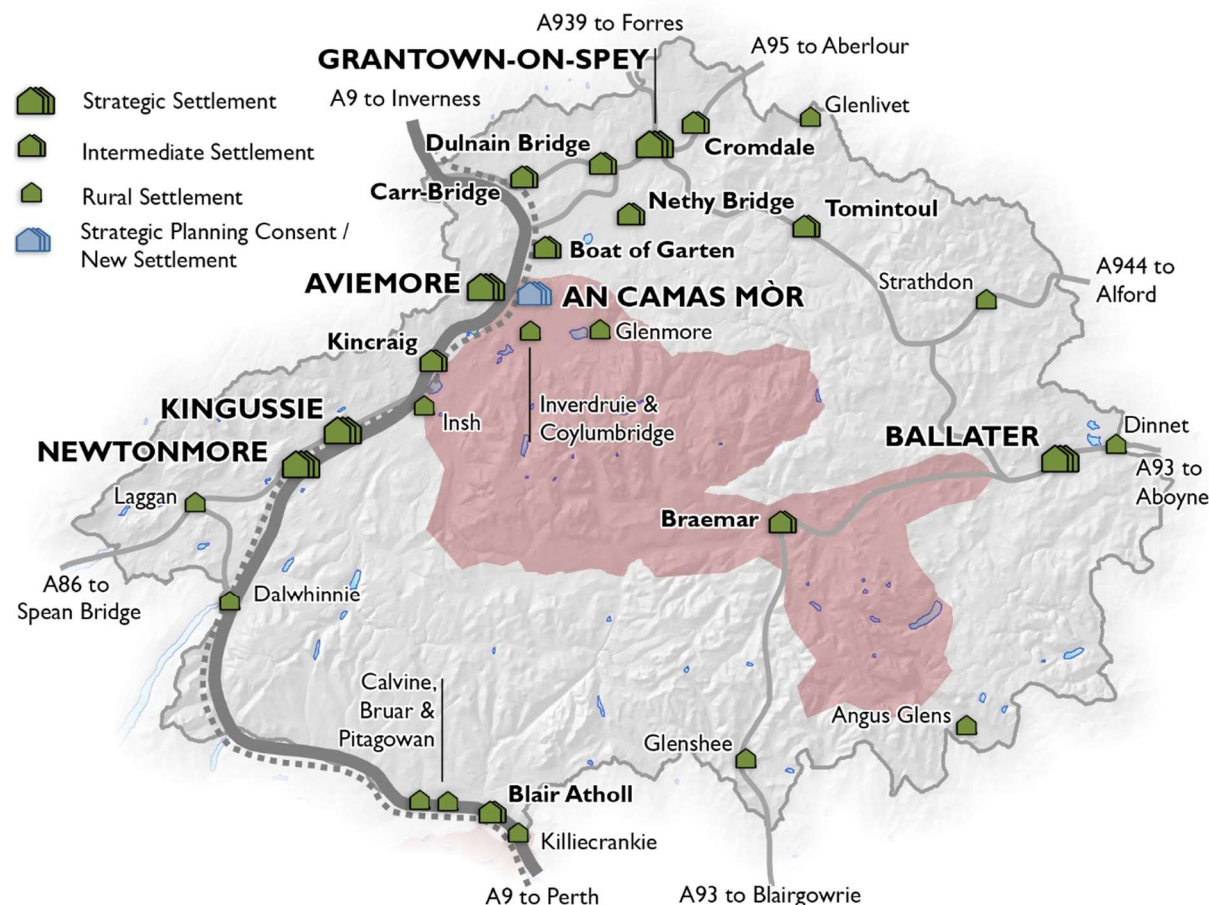 A939 to Forres
A95 to Aberlour
GRANTOWN-ON-SPEY
Strategic Settlement
A9 to Inverness
Glenlivet
Dulnain Bridge
Cromdale
Intermediate Settlement
Carr-Bridge
Rural Settlement
Nethy Bridge
Tomintoul
Strategic Planning Consent /
New Settlement
Boat of Garten
A944 to
Alford
Strathdon
AVIEMORE
AN CAMAS MÒR
Glenmore
Kincraig
KINGUSSIE
Insh
Inverdruie &
Coylumbridge
Dinnet
BALLATER
NEWTONMORE
A93 to
Aboyne
Laggan
Braemar
A86 to
Spean Bridge
Dalwhinnie
Calvine,
Bruar &
Pitagowan
Angus Glens
Glenshee
Blair Atholl
Killiecrankie
A9 to Perth
A93 to Blairgowrie